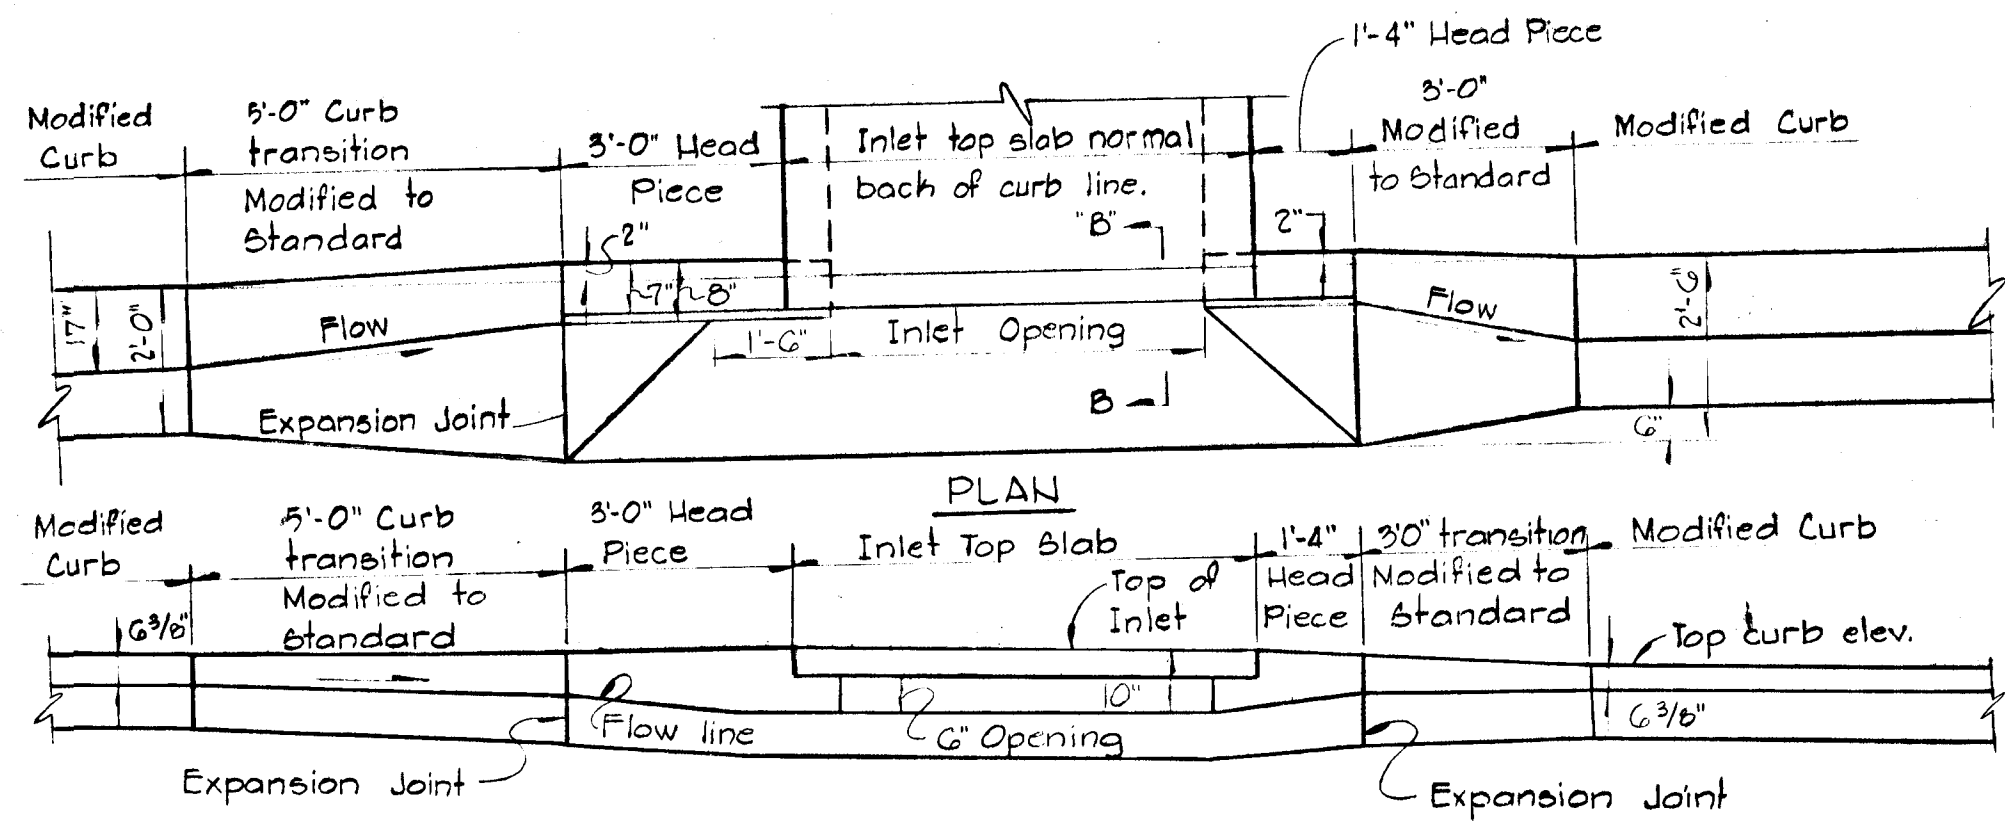 1'-4" Head Piece
Modified
Curb
5'-0" Curb
transition
Modified to
Standard
3'-0" Head
Piece
Inlet top slab normal
back of curb line.
3'-0"
Modified
to Standard
Modified Curb
"B"
2"
2"
7"
8"
17"
2'-0"
Flow
1'-6"
Inlet Opening
Flow
2'-6"
Expansion Joint
B
6"
PLAN
Modified
Curb
5'-0" Curb
transition
Modified to
Standard
3'-0" Head
Piece
Inlet Top Slab
1'-4"
Head
Piece
3'0" transition
Modified to
Standard
Modified Curb
Top of
Inlet
6 3/8"
Top curb elev.
10"
6 3/8"
Flow line
6" Opening
Expansion Joint
Expansion Joint